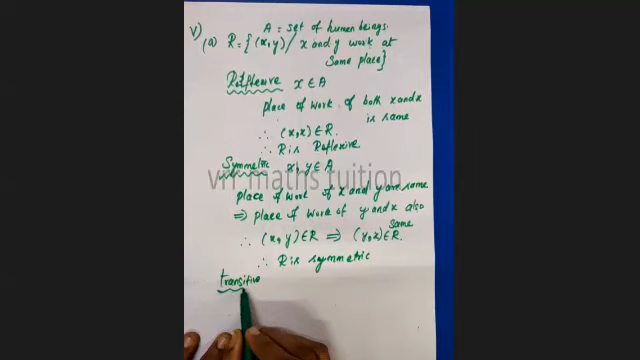 V) A = set of human beings.
(a) R = {(x,y) / x and y work at
same place}
Reflexive x ∈ A
place of work of both x and x
is same
∴ (x,x) ∈ R.
∴ R is Reflexive
Symmetric x, y ∈ A
vh maths tuition
place of work of x and y are same
⇒ place of work of y and x also
same
∴ (x, y) ∈ R ⇒ (y,x) ∈ R.
∴ R is symmetric
transitive